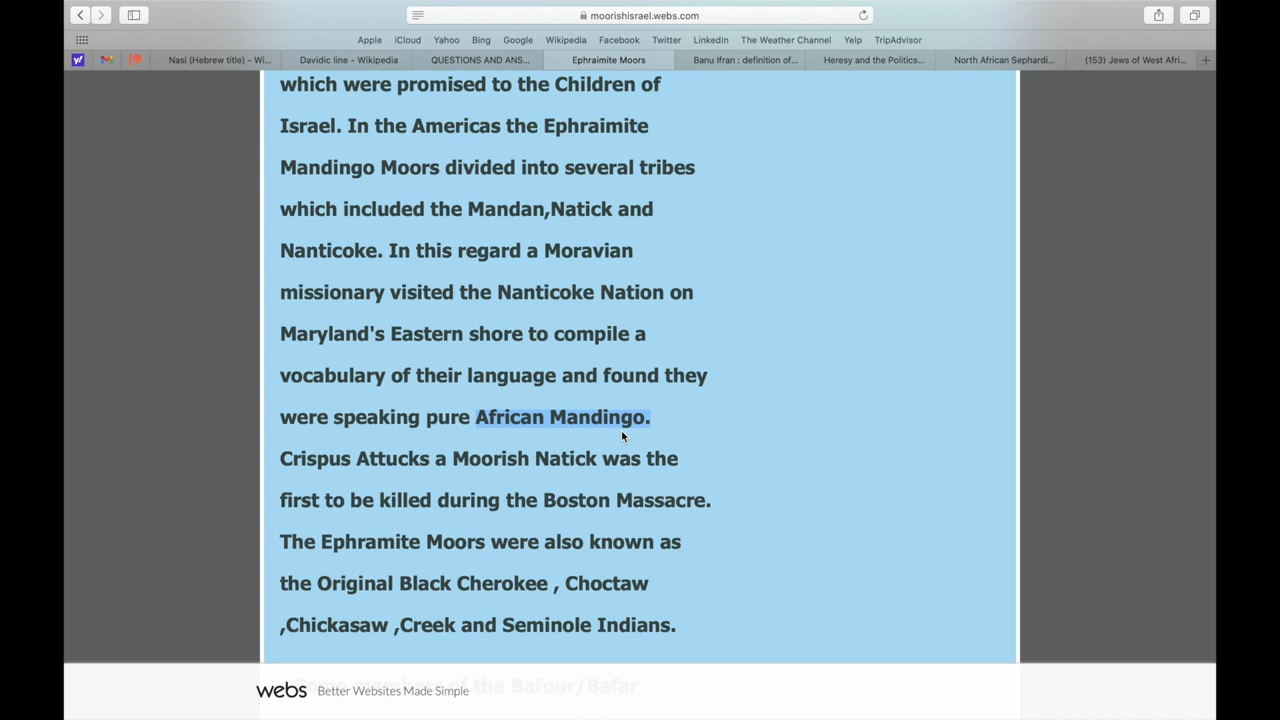 moorishisrael.webs.com
Apple iCloud Yahoo Bing Google Wikipedia Facebook Twitter LinkedIn The Weather Channel Yelp TripAdvisor
Nasi (Hebrew title) - Wi... Davidic line - Wikipedia QUESTIONS AND ANS... Ephraimite Moors Banu Ifran : definition of... Heresy and the Politics... North African Sephardi... (153) Jews of West Afri...
which were promised to the Children of
Israel. In the Americas the Ephraimite
Mandingo Moors divided into several tribes
which included the Mandan,Natick and
Nanticoke. In this regard a Moravian
missionary visited the Nanticoke Nation on
Maryland's Eastern shore to compile a
vocabulary of their language and found they
were speaking pure African Mandingo.
Crispus Attucks a Moorish Natick was the
first to be killed during the Boston Massacre.
The Ephramite Moors were also known as
the Original Black Cherokee , Choctaw
,Chickasaw ,Creek and Seminole Indians.
Some members of the Bafour/Bafar
webs Better Websites Made Simple